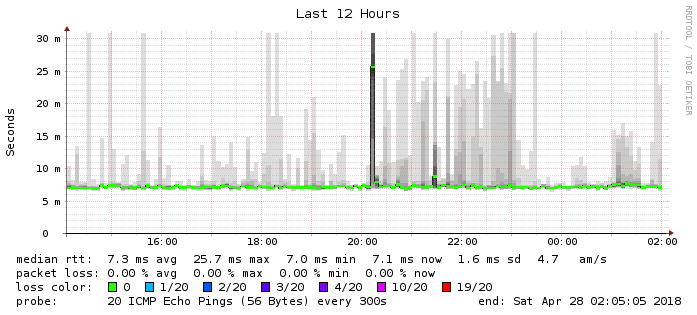 Last 12 Hours
RRDTOOL / TOBI OETIKER
Seconds
30 m
25 m
20 m
15 m
10 m
5 m
0
16:00 18:00 20:00 22:00 00:00 02:00
median rtt: 7.3 ms avg 25.7 ms max 7.0 ms min 7.1 ms now 1.6 ms sd 4.7 am/s
packet loss: 0.00 % avg 0.00 % max 0.00 % min 0.00 % now
loss color: 0 1/20 2/20 3/20 4/20 10/20 19/20
probe: 20 ICMP Echo Pings (56 Bytes) every 300s end: Sat Apr 28 02:05:05 2018